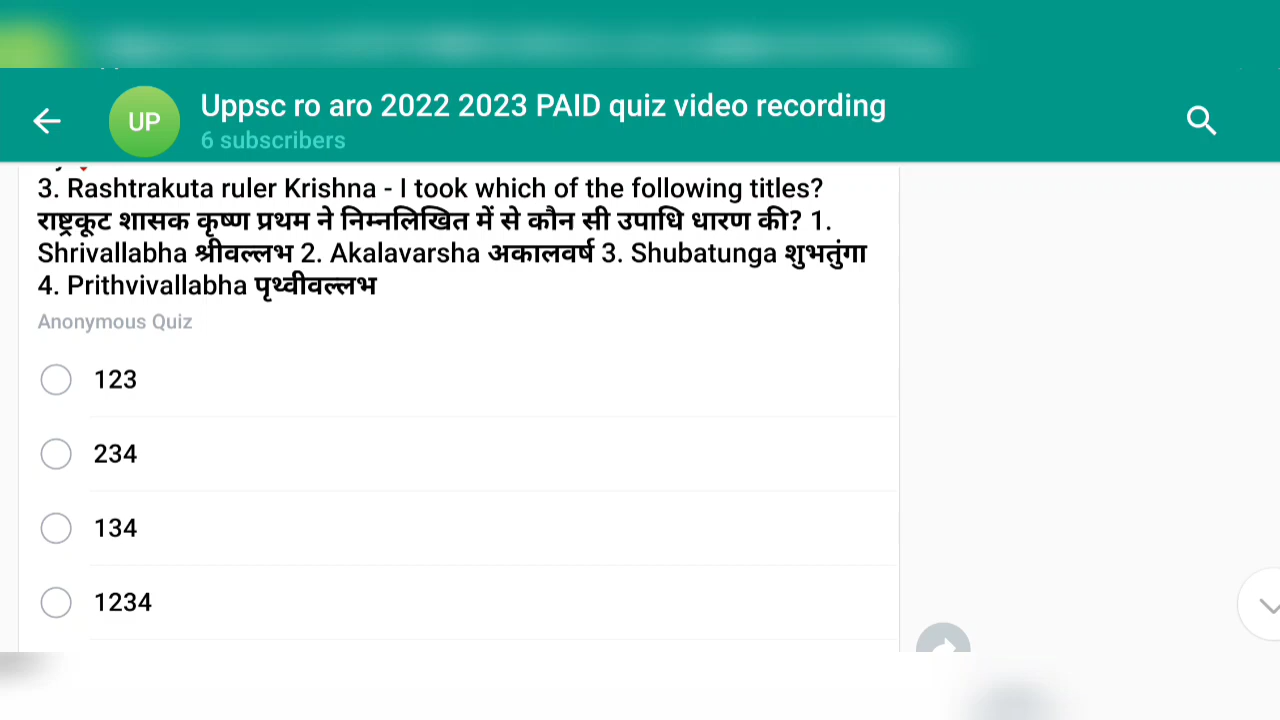 UP
Uppsc ro aro 2022 2023 PAID quiz video recording
6 subscribers
3. Rashtrakuta ruler Krishna - I took which of the following titles?
राष्ट्रकूट शासक कृष्ण प्रथम ने निम्नलिखित में से कौन सी उपाधि धारण की? 1.
Shrivallabha श्रीवल्लभ 2. Akalavarsha अकालवर्ष 3. Shubatunga शुभतुंगा
4. Prithvivallabha पृथ्वीवल्लभ
Anonymous Quiz
123
234
134
1234